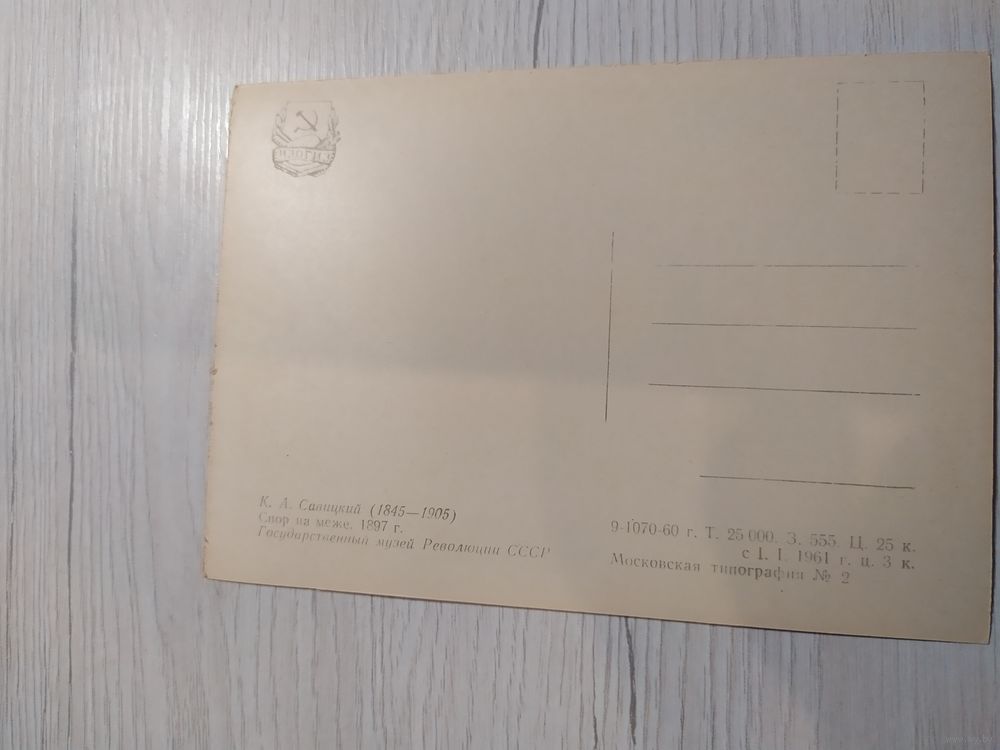 ИЗОГИЗ
К. А. Савицкий (1845—1905)
Спор на меже. 1897 г.
Государственный музей Революции СССР
9-1070-60 г. Т. 25 000. З. 555. Ц. 25 к.
с 1. I. 1961 г. ц. 3 к.
Московская типография № 2